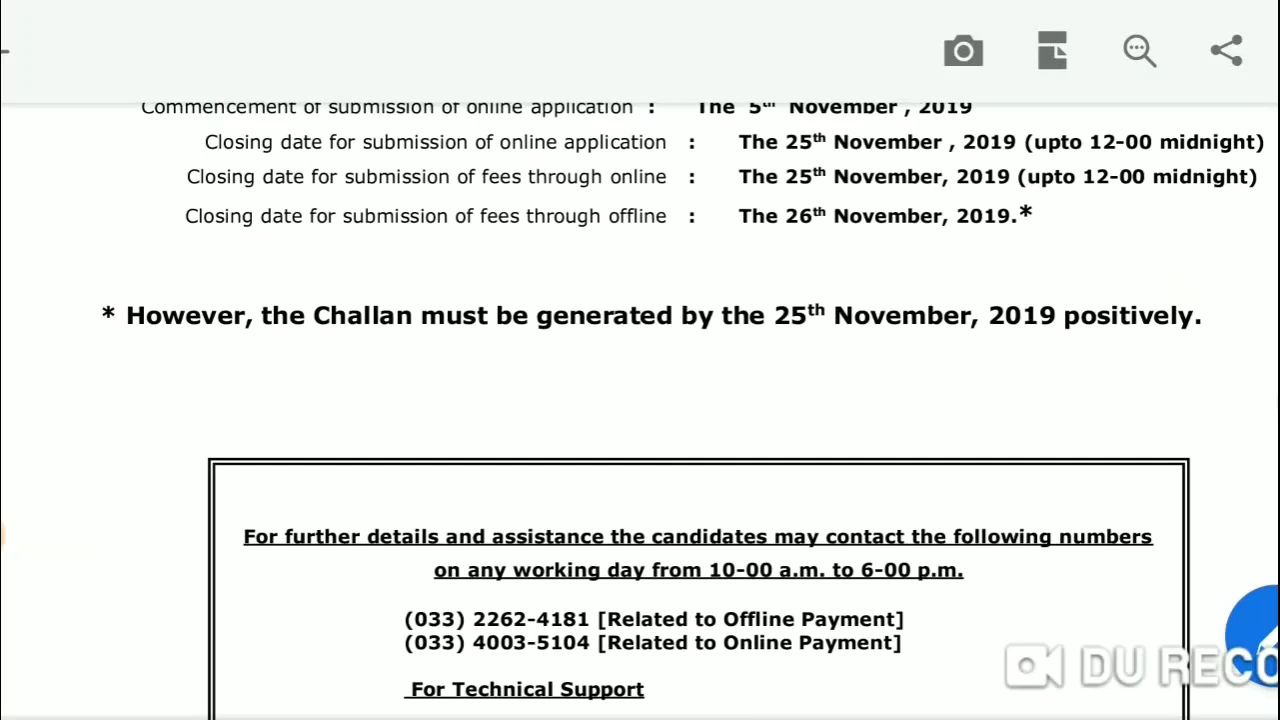 Commencement of submission of online application : The 5th November , 2019
Closing date for submission of online application : The 25th November , 2019 (upto 12-00 midnight)
Closing date for submission of fees through online : The 25th November, 2019 (upto 12-00 midnight)
Closing date for submission of fees through offline : The 26th November, 2019.*
* However, the Challan must be generated by the 25th November, 2019 positively.
For further details and assistance the candidates may contact the following numbers
on any working day from 10-00 a.m. to 6-00 p.m.
(033) 2262-4181 [Related to Offline Payment]
(033) 4003-5104 [Related to Online Payment]
For Technical Support
DU RECO